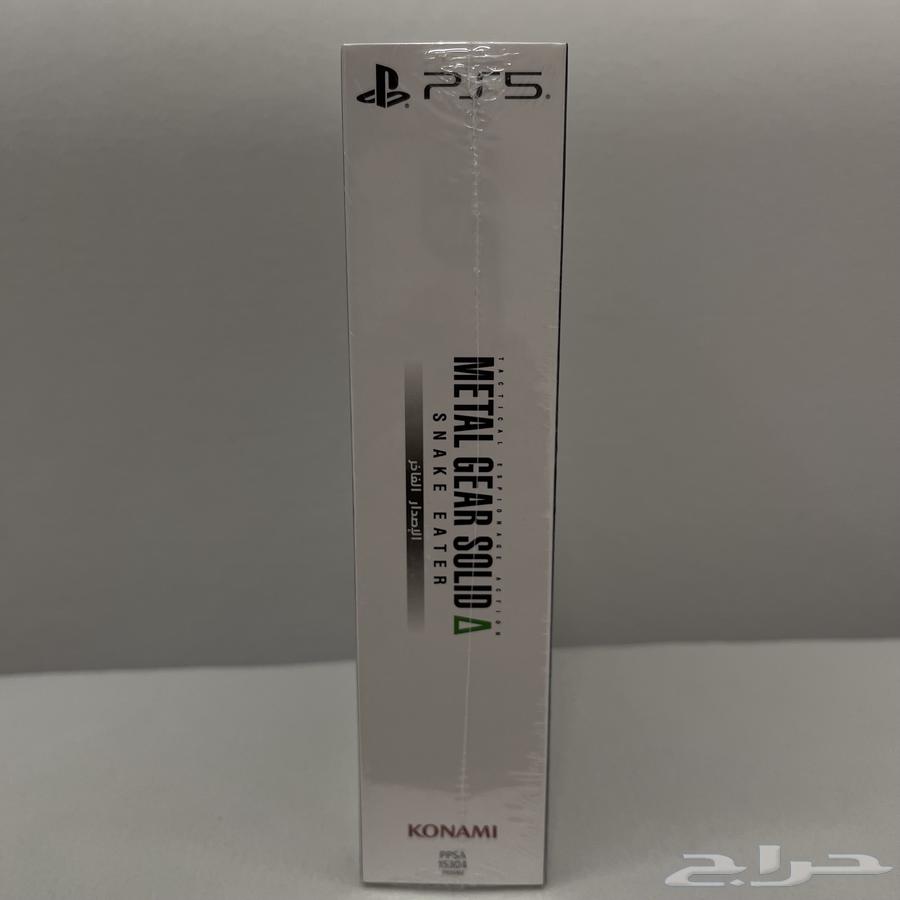 PS5
TACTICAL ESPIONAGE ACTION
METAL GEAR SOLID Δ
SNAKE EATER
الإصدار الفاخر
KONAMI
PPSA
15304
حراج